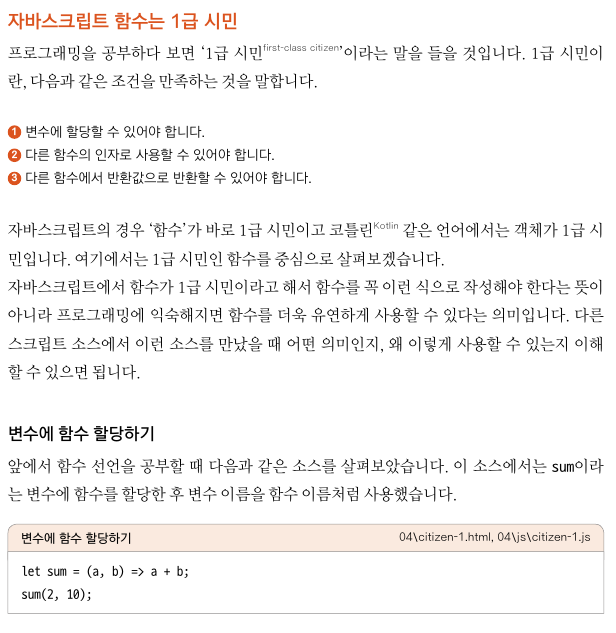 자바스크립트 함수는 1급 시민
프로그래밍을 공부하다 보면 ‘1급 시민first-class citizen’이라는 말을 들을 것입니다. 1급 시민이
란, 다음과 같은 조건을 만족하는 것을 말합니다.
1 변수에 할당할 수 있어야 합니다.
2 다른 함수의 인자로 사용할 수 있어야 합니다.
3 다른 함수에서 반환값으로 반환할 수 있어야 합니다.
자바스크립트의 경우 ‘함수’가 바로 1급 시민이고 코틀린Kotlin 같은 언어에서는 객체가 1급 시
민입니다. 여기에서는 1급 시민인 함수를 중심으로 살펴보겠습니다.
자바스크립트에서 함수가 1급 시민이라고 해서 함수를 꼭 이런 식으로 작성해야 한다는 뜻이
아니라 프로그래밍에 익숙해지면 함수를 더욱 유연하게 사용할 수 있다는 의미입니다. 다른
스크립트 소스에서 이런 소스를 만났을 때 어떤 의미인지, 왜 이렇게 사용할 수 있는지 이해
할 수 있으면 됩니다.
변수에 함수 할당하기
앞에서 함수 선언을 공부할 때 다음과 같은 소스를 살펴보았습니다. 이 소스에서는 sum이라
는 변수에 함수를 할당한 후 변수 이름을 함수 이름처럼 사용했습니다.
변수에 함수 할당하기 04\citizen-1.html, 04\js\citizen-1.js
let sum = (a, b) => a + b;
sum(2, 10);